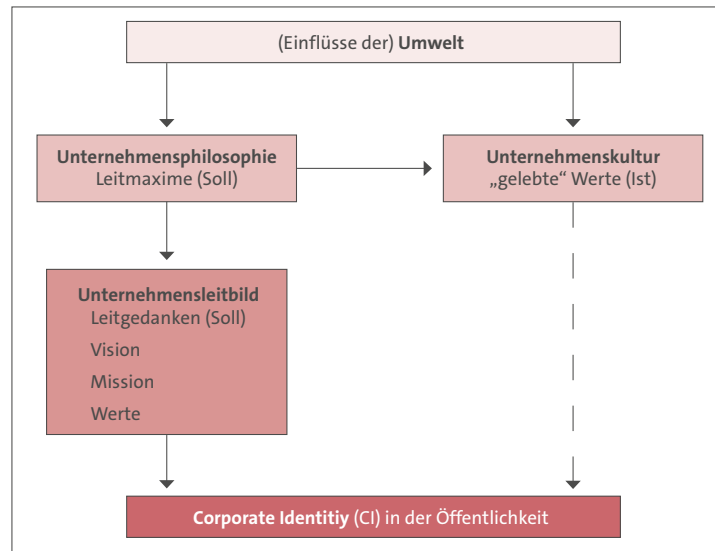 (Einflüsse der) Umwelt
Unternehmensphilosophie
Leitmaxime (Soll)
Unternehmenskultur
„gelebte“ Werte (Ist)
Unternehmensleitbild
Leitgedanken (Soll)
Vision
Mission
Werte
Corporate Identitiy (CI) in der Öffentlichkeit